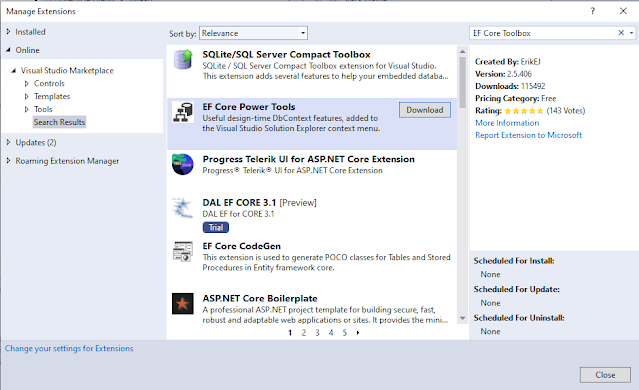 Manage Extensions
Installed
Online
Visual Studio Marketplace
Controls
Templates
Tools
Search Results
Updates (2)
Roaming Extension Manager
Sort by: Relevance
SQLite/SQL Server Compact Toolbox
SQLite / SQL Server Compact Toolbox extension for Visual Studio.
This extension adds several features to help your embedded databa...
EF Core Power Tools
Download
Useful design-time DbContext features, added to
the Visual Studio Solution Explorer context menu.
Progress Telerik UI for ASP.NET Core Extension
Progress® Telerik® UI for ASP.NET Core Extension
DAL EF CORE 3.1 [Preview]
DAL EF for CORE 3.1
Trial
EF Core CodeGen
This extension is used to generate POCO classes for Tables and Stored
Procedures in Entity framework core.
ASP.NET Core Boilerplate
A professional ASP.NET project template for building secure, fast,
robust and adaptable web applications or sites. It provides the mini...
1 2 3 4 5
EF Core Toolbox
Created By: ErikEJ
Version: 2.5.406
Downloads: 115492
Pricing Category: Free
Rating: (143 Votes)
More Information
Report Extension to Microsoft
Scheduled For Install:
None
Scheduled For Update:
None
Scheduled For Uninstall:
None
Change your settings for Extensions
Close